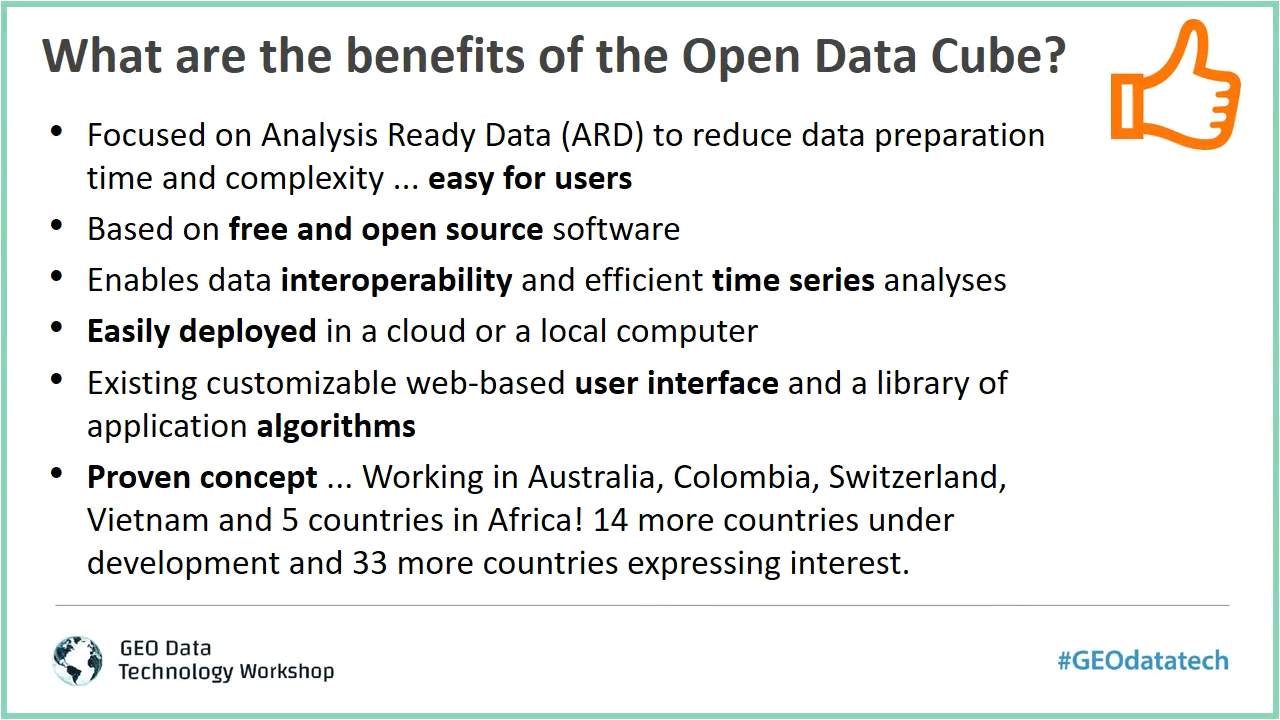 What are the benefits of the Open Data Cube?
• Focused on Analysis Ready Data (ARD) to reduce data preparation
time and complexity ... easy for users
• Based on free and open source software
• Enables data interoperability and efficient time series analyses
• Easily deployed in a cloud or a local computer
• Existing customizable web-based user interface and a library of
application algorithms
• Proven concept ... Working in Australia, Colombia, Switzerland,
Vietnam and 5 countries in Africa! 14 more countries under
development and 33 more countries expressing interest.
GEO Data
Technology Workshop
#GEOdatatech